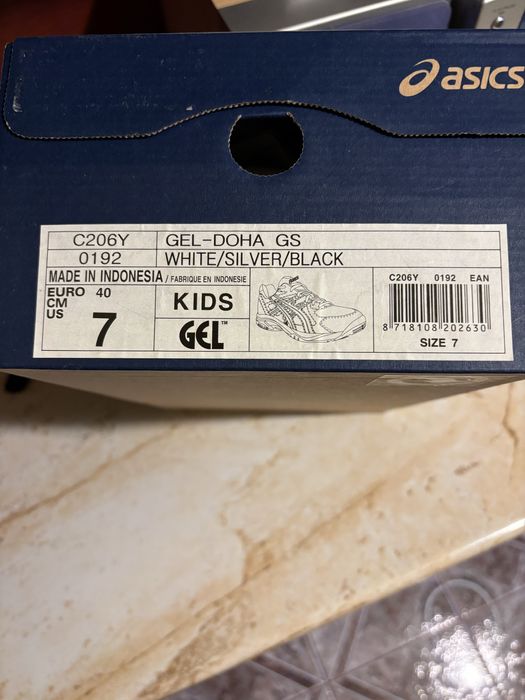 asics
C206Y GEL-DOHA GS
0192 WHITE/SILVER/BLACK
MADE IN INDONESIA / FABRIQUE EN INDONESIE
EURO 40
CM
US 7
KIDS
GEL™
C206Y 0192 EAN
8 718108 202630
SIZE 7